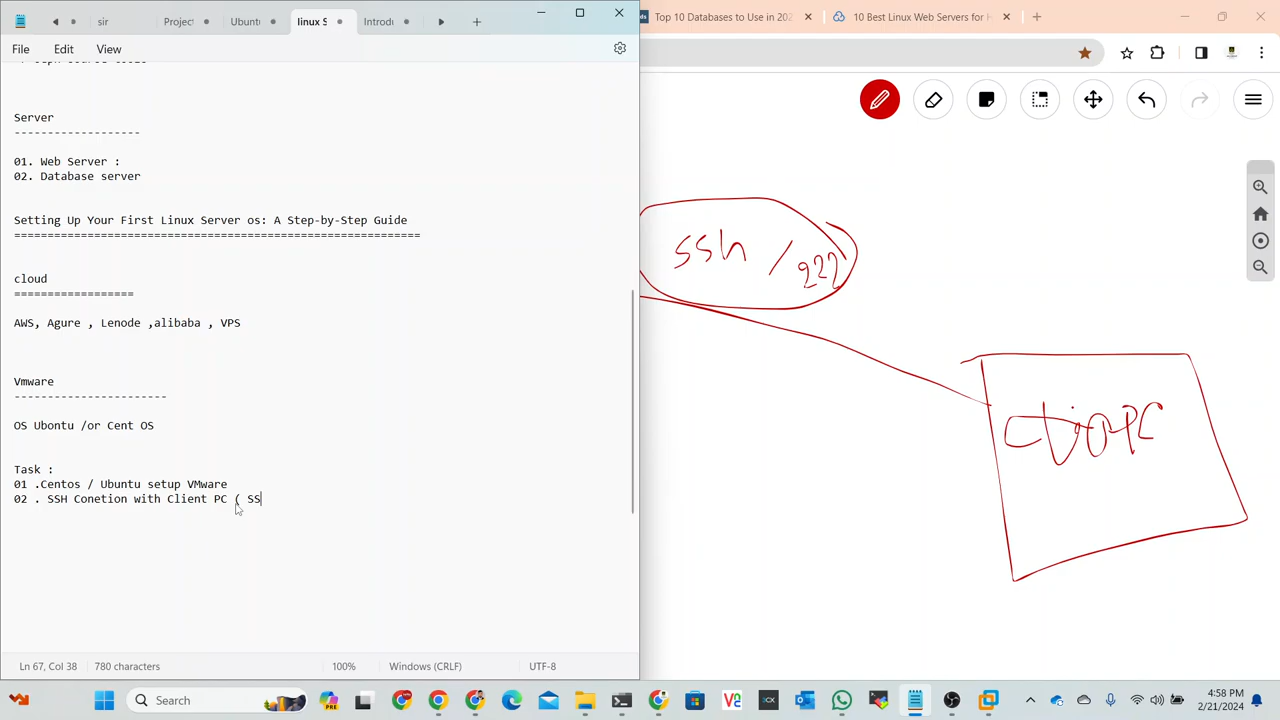 sir
Project
Ubuntu
linux S
Introdu
Top 10 Databases to Use in 202
10 Best Linux Web Servers for H
File
Edit
View
Server
------------------
01. Web Server :
02. Database server
Setting Up Your First Linux Server os: A Step-by-Step Guide
=============================================================
cloud
==================
AWS, Agure , Lenode ,alibaba , VPS
Vmware
-----------------------
OS Ubuntu /or Cent OS
Task :
01 .Centos / Ubuntu setup VMware
02 . SSH Conetion with Client PC ( SS
ssh / 222
Ln 67, Col 38
780 characters
100%
Windows (CRLF)
UTF-8
Search
PRE
4:58 PM
2/21/2024